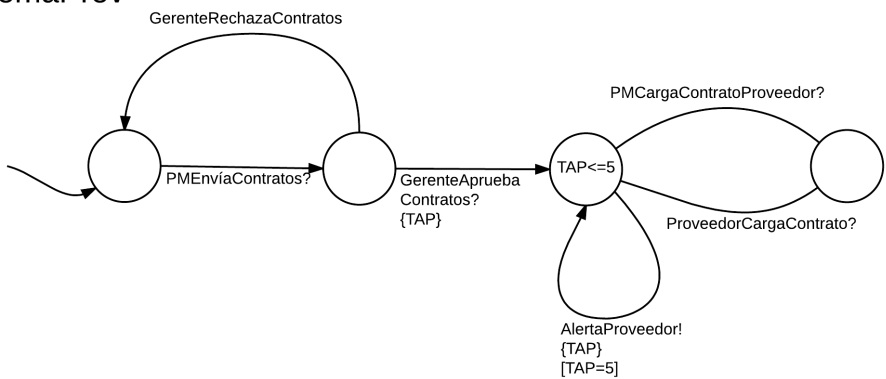 GerenteRechazaContratos
PMCargaContratoProveedor?
PMEnvíaContratos?
TAP<=5
GerenteAprueba
Contratos?
{TAP}
ProveedorCargaContrato?
AlertaProveedor!
{TAP}
[TAP=5]